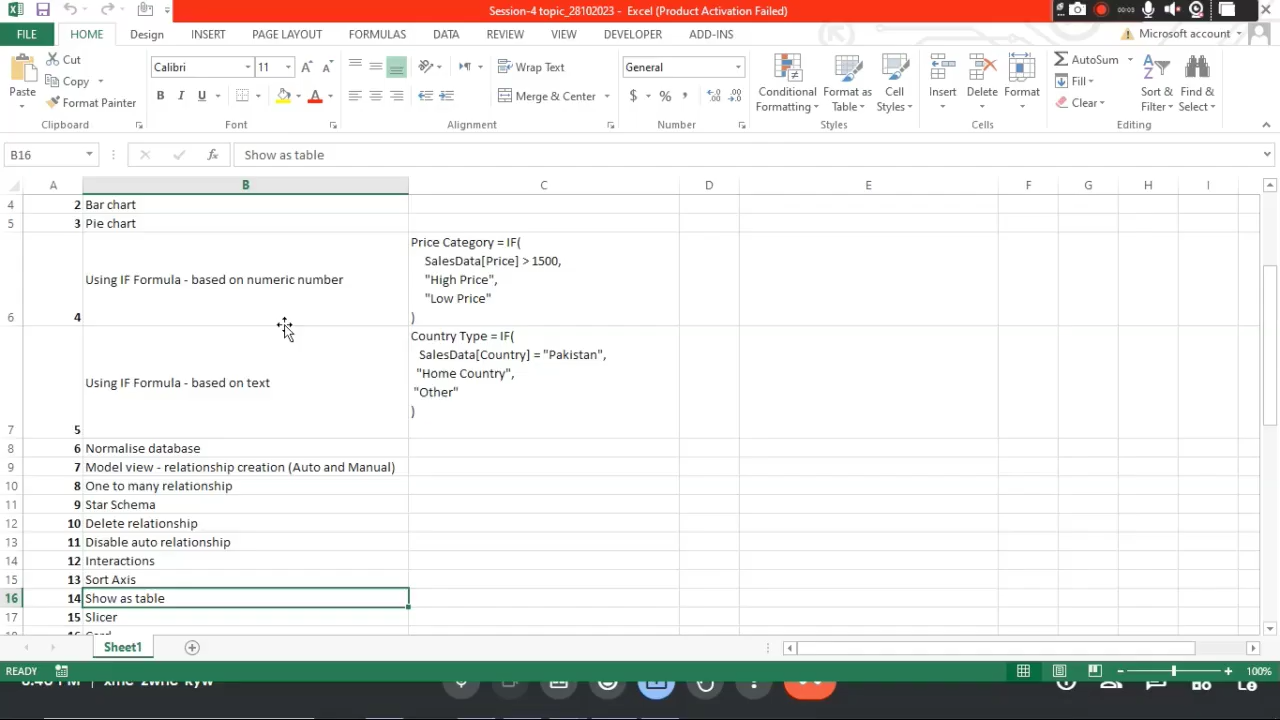 Session-4 topic_28102023 - Excel (Product Activation Failed)
00:03
FILE HOME Design INSERT PAGE LAYOUT FORMULAS DATA REVIEW VIEW DEVELOPER ADD-INS Microsoft account
Paste
Cut
Copy
Format Painter
Clipboard
Calibri 11
B I U A
Font
Wrap Text
Merge & Center
Alignment
General
$ % ,
Number
Conditional Formatting
Format as Table
Cell Styles
Styles
Insert Delete Format
Cells
AutoSum
Fill
Clear
Sort & Filter
Find & Select
Editing
B16 fx Show as table
A B C D E F G H I
4 2 Bar chart
5 3 Pie chart
6 4 Using IF Formula - based on numeric number
Price Category = IF(
SalesData[Price] > 1500,
"High Price",
"Low Price"
)
7 5 Using IF Formula - based on text
Country Type = IF(
SalesData[Country] = "Pakistan",
"Home Country",
"Other"
)
8 6 Normalise database
9 7 Model view - relationship creation (Auto and Manual)
10 8 One to many relationship
11 9 Star Schema
12 10 Delete relationship
13 11 Disable auto relationship
14 12 Interactions
15 13 Sort Axis
16 14 Show as table
17 15 Slicer
Sheet1
READY 100%